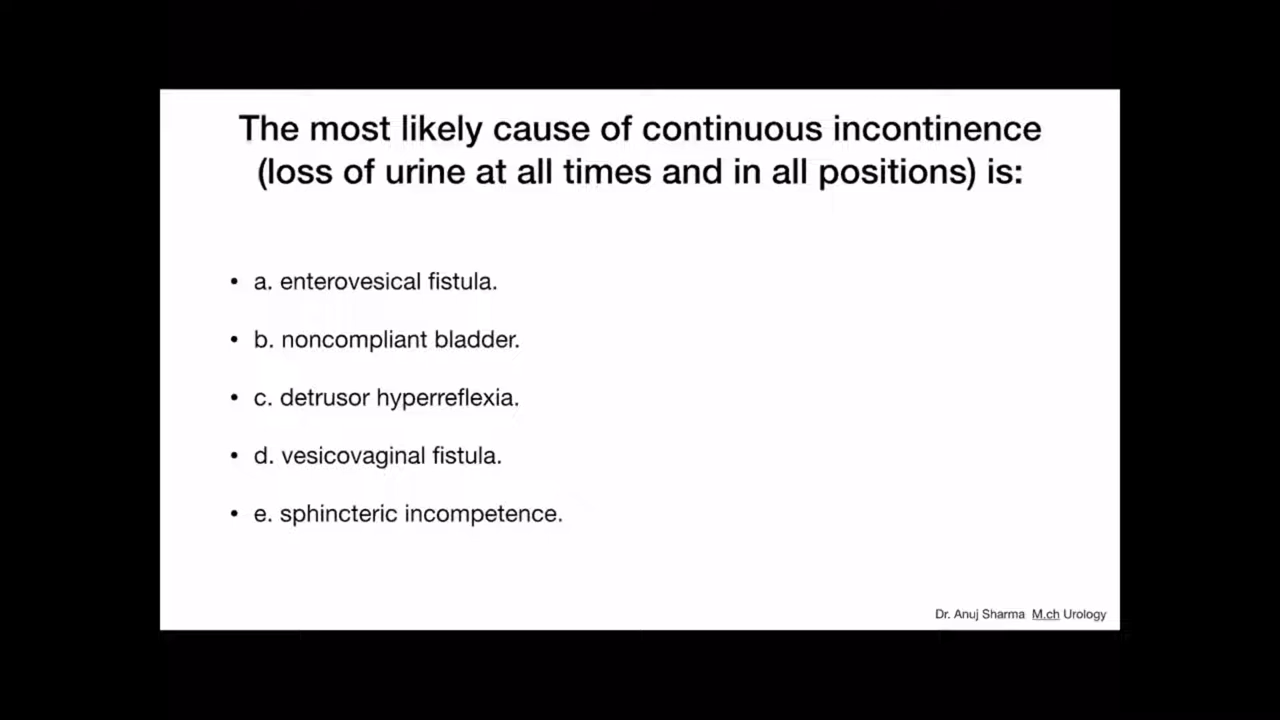 The most likely cause of continuous incontinence
(loss of urine at all times and in all positions) is:
• a. enterovesical fistula.
• b. noncompliant bladder.
• c. detrusor hyperreflexia.
• d. vesicovaginal fistula.
• e. sphincteric incompetence.
Dr. Anuj Sharma M.ch Urology